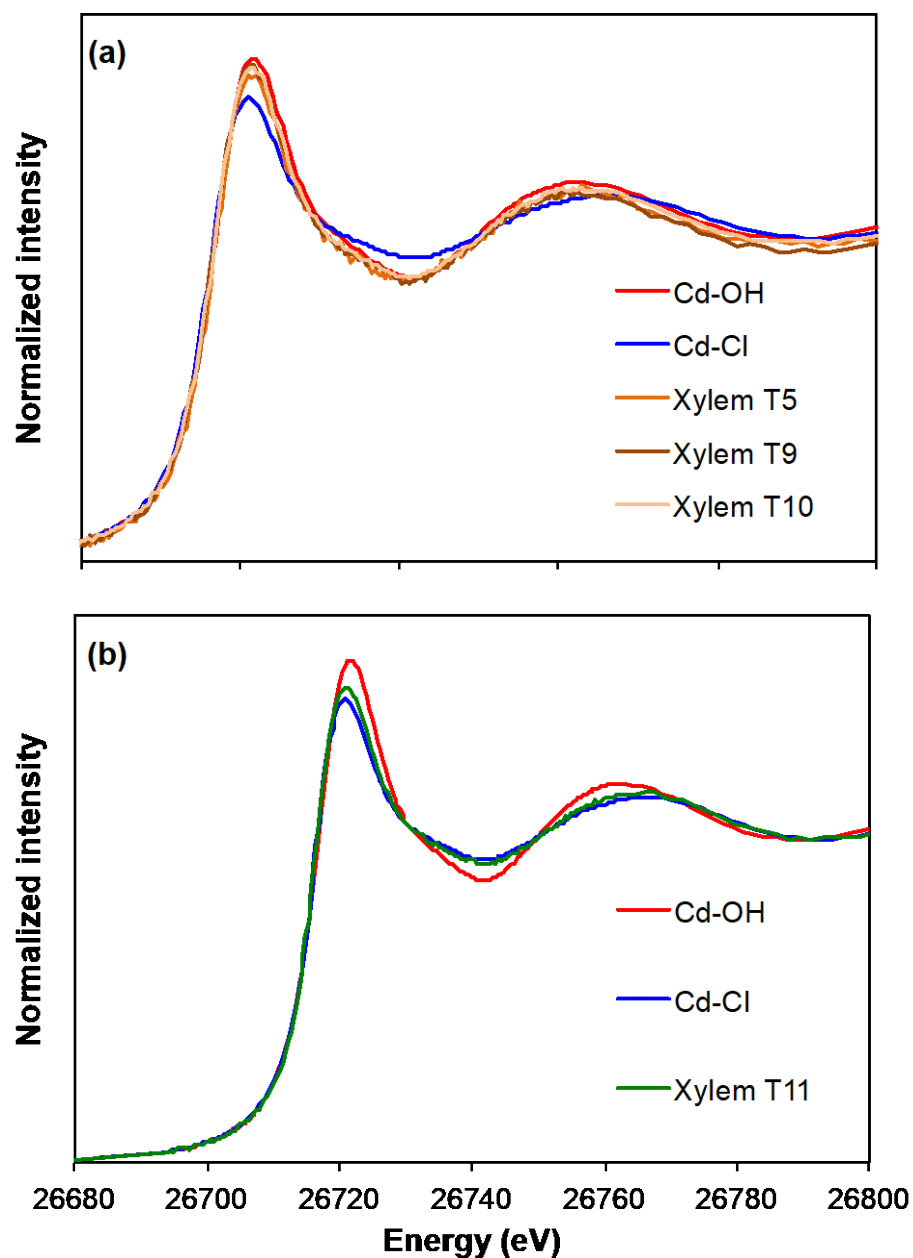 (a)
Normalized intensity
Cd-OH
Cd-Cl
Xylem T5
Xylem T9
Xylem T10
(b)
Normalized intensity
Cd-OH
Cd-Cl
Xylem T11
26680 26700 26720 26740 26760 26780 26800
Energy (eV)